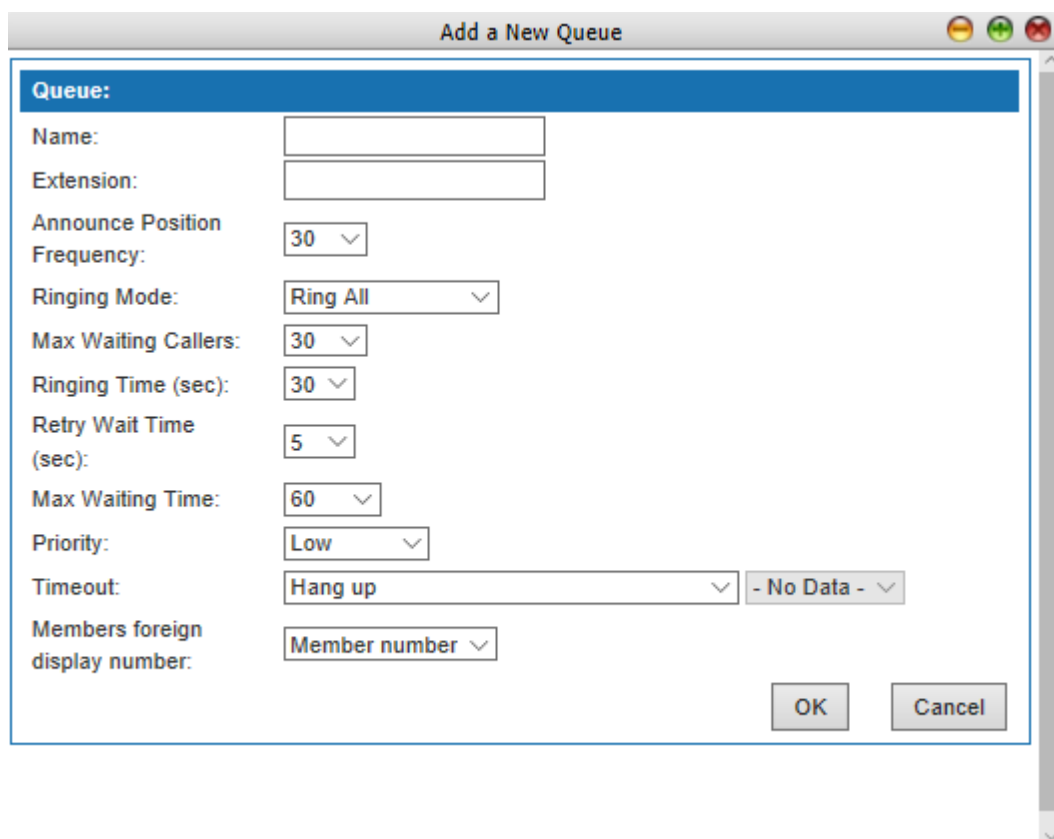 Add a New Queue
Queue:
Name:
Extension:
Announce Position
Frequency:
30
Ringing Mode:
Ring All
Max Waiting Callers:
30
Ringing Time (sec):
30
Retry Wait Time
(sec):
5
Max Waiting Time:
60
Priority:
Low
Timeout:
Hang up
- No Data -
Members foreign
display number:
Member number
OK
Cancel